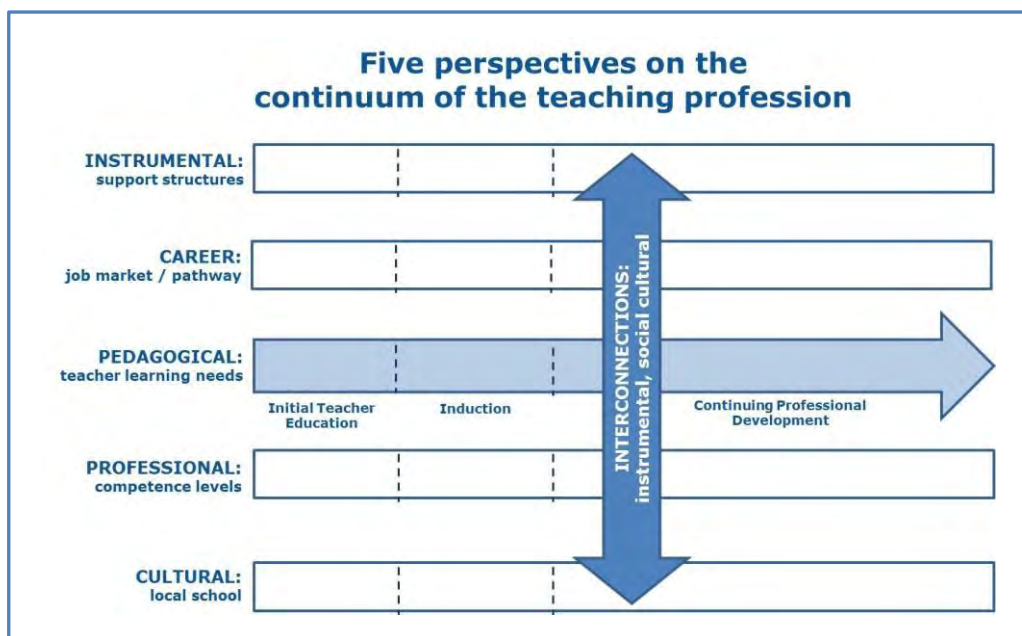 Five perspectives on the
continuum of the teaching profession
INSTRUMENTAL:
support structures
CAREER:
job market / pathway
PEDAGOGICAL:
teacher learning needs
Initial Teacher
Education
Induction
Continuing Professional
Development
PROFESSIONAL:
competence levels
CULTURAL:
local school
INTERCONNECTIONS:
instrumental, social cultural